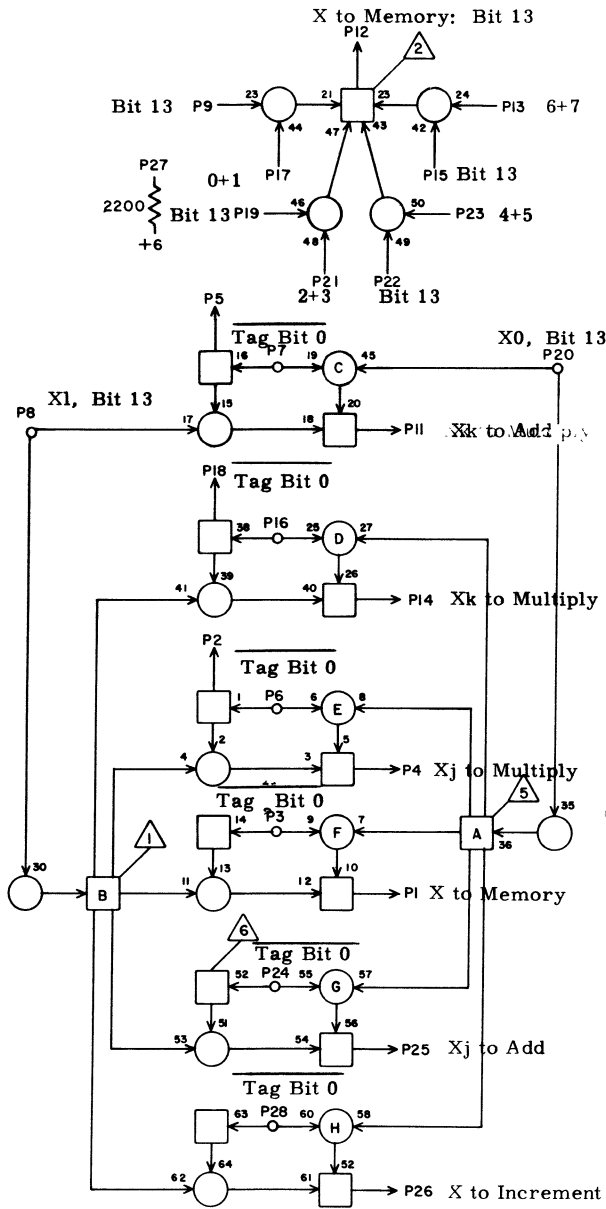 X to Memory: Bit 13
P12
2
Bit 13 P9 23 21 23 24 P13 6+7
44 47 43 42
P27 P17 P15 Bit 13
0+1
2200 Bit 13 P19 46 50 P23 4+5
+6 48 49
P21 P22
2+3 Bit 13
P5
Tag Bit 0 X0, Bit 13
P7 P20
16 19 C 45
P8 X1, Bit 13
15 20
17 18 P11 Xk to Add
P18 Tag Bit 0
P16
38 25 D 27
39 26
41 40 P14 Xk to Multiply
P2 Tag Bit 0
P6
1 6 E 8
2 5
4 3 P4 Xj to Multiply
Tag Bit 0 5
P3 35
14 9 F 7 A 36
1
13 10
30 B 11 12 P1 X to Memory
6 Tag Bit 0
P24
52 55 G 57
51 56
53 54 P25 Xj to Add
Tag Bit 0
P28
63 60 H 58
64 52
62 61 P26 X to Increment